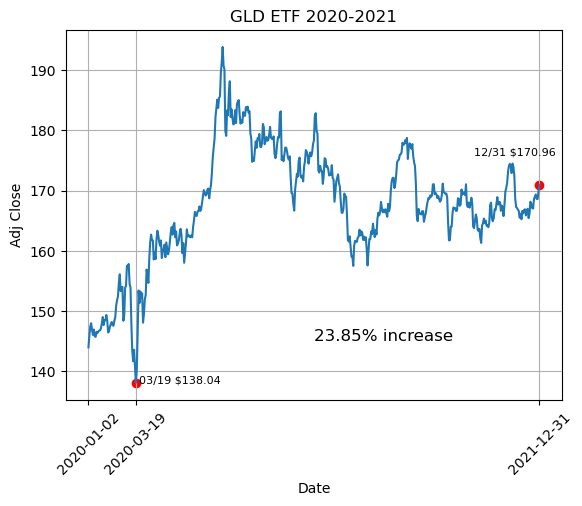 GLD ETF 2020-2021
Adj Close
190
180
170
160
150
140
12/31 $170.96
23.85% increase
03/19 $138.04
2020-01-02
2020-03-19
2021-12-31
Date